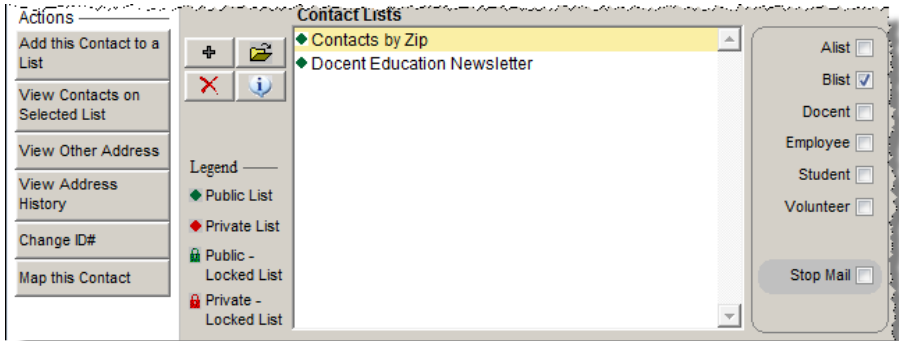 Actions
Add this Contact to a
List
View Contacts on
Selected List
View Other Address
View Address
History
Change ID#
Map this Contact
Legend
Public List
Private List
Public -
Locked List
Private -
Locked List
Contact Lists
Contacts by Zip
Docent Education Newsletter
Alist
Blist
Docent
Employee
Student
Volunteer
Stop Mail